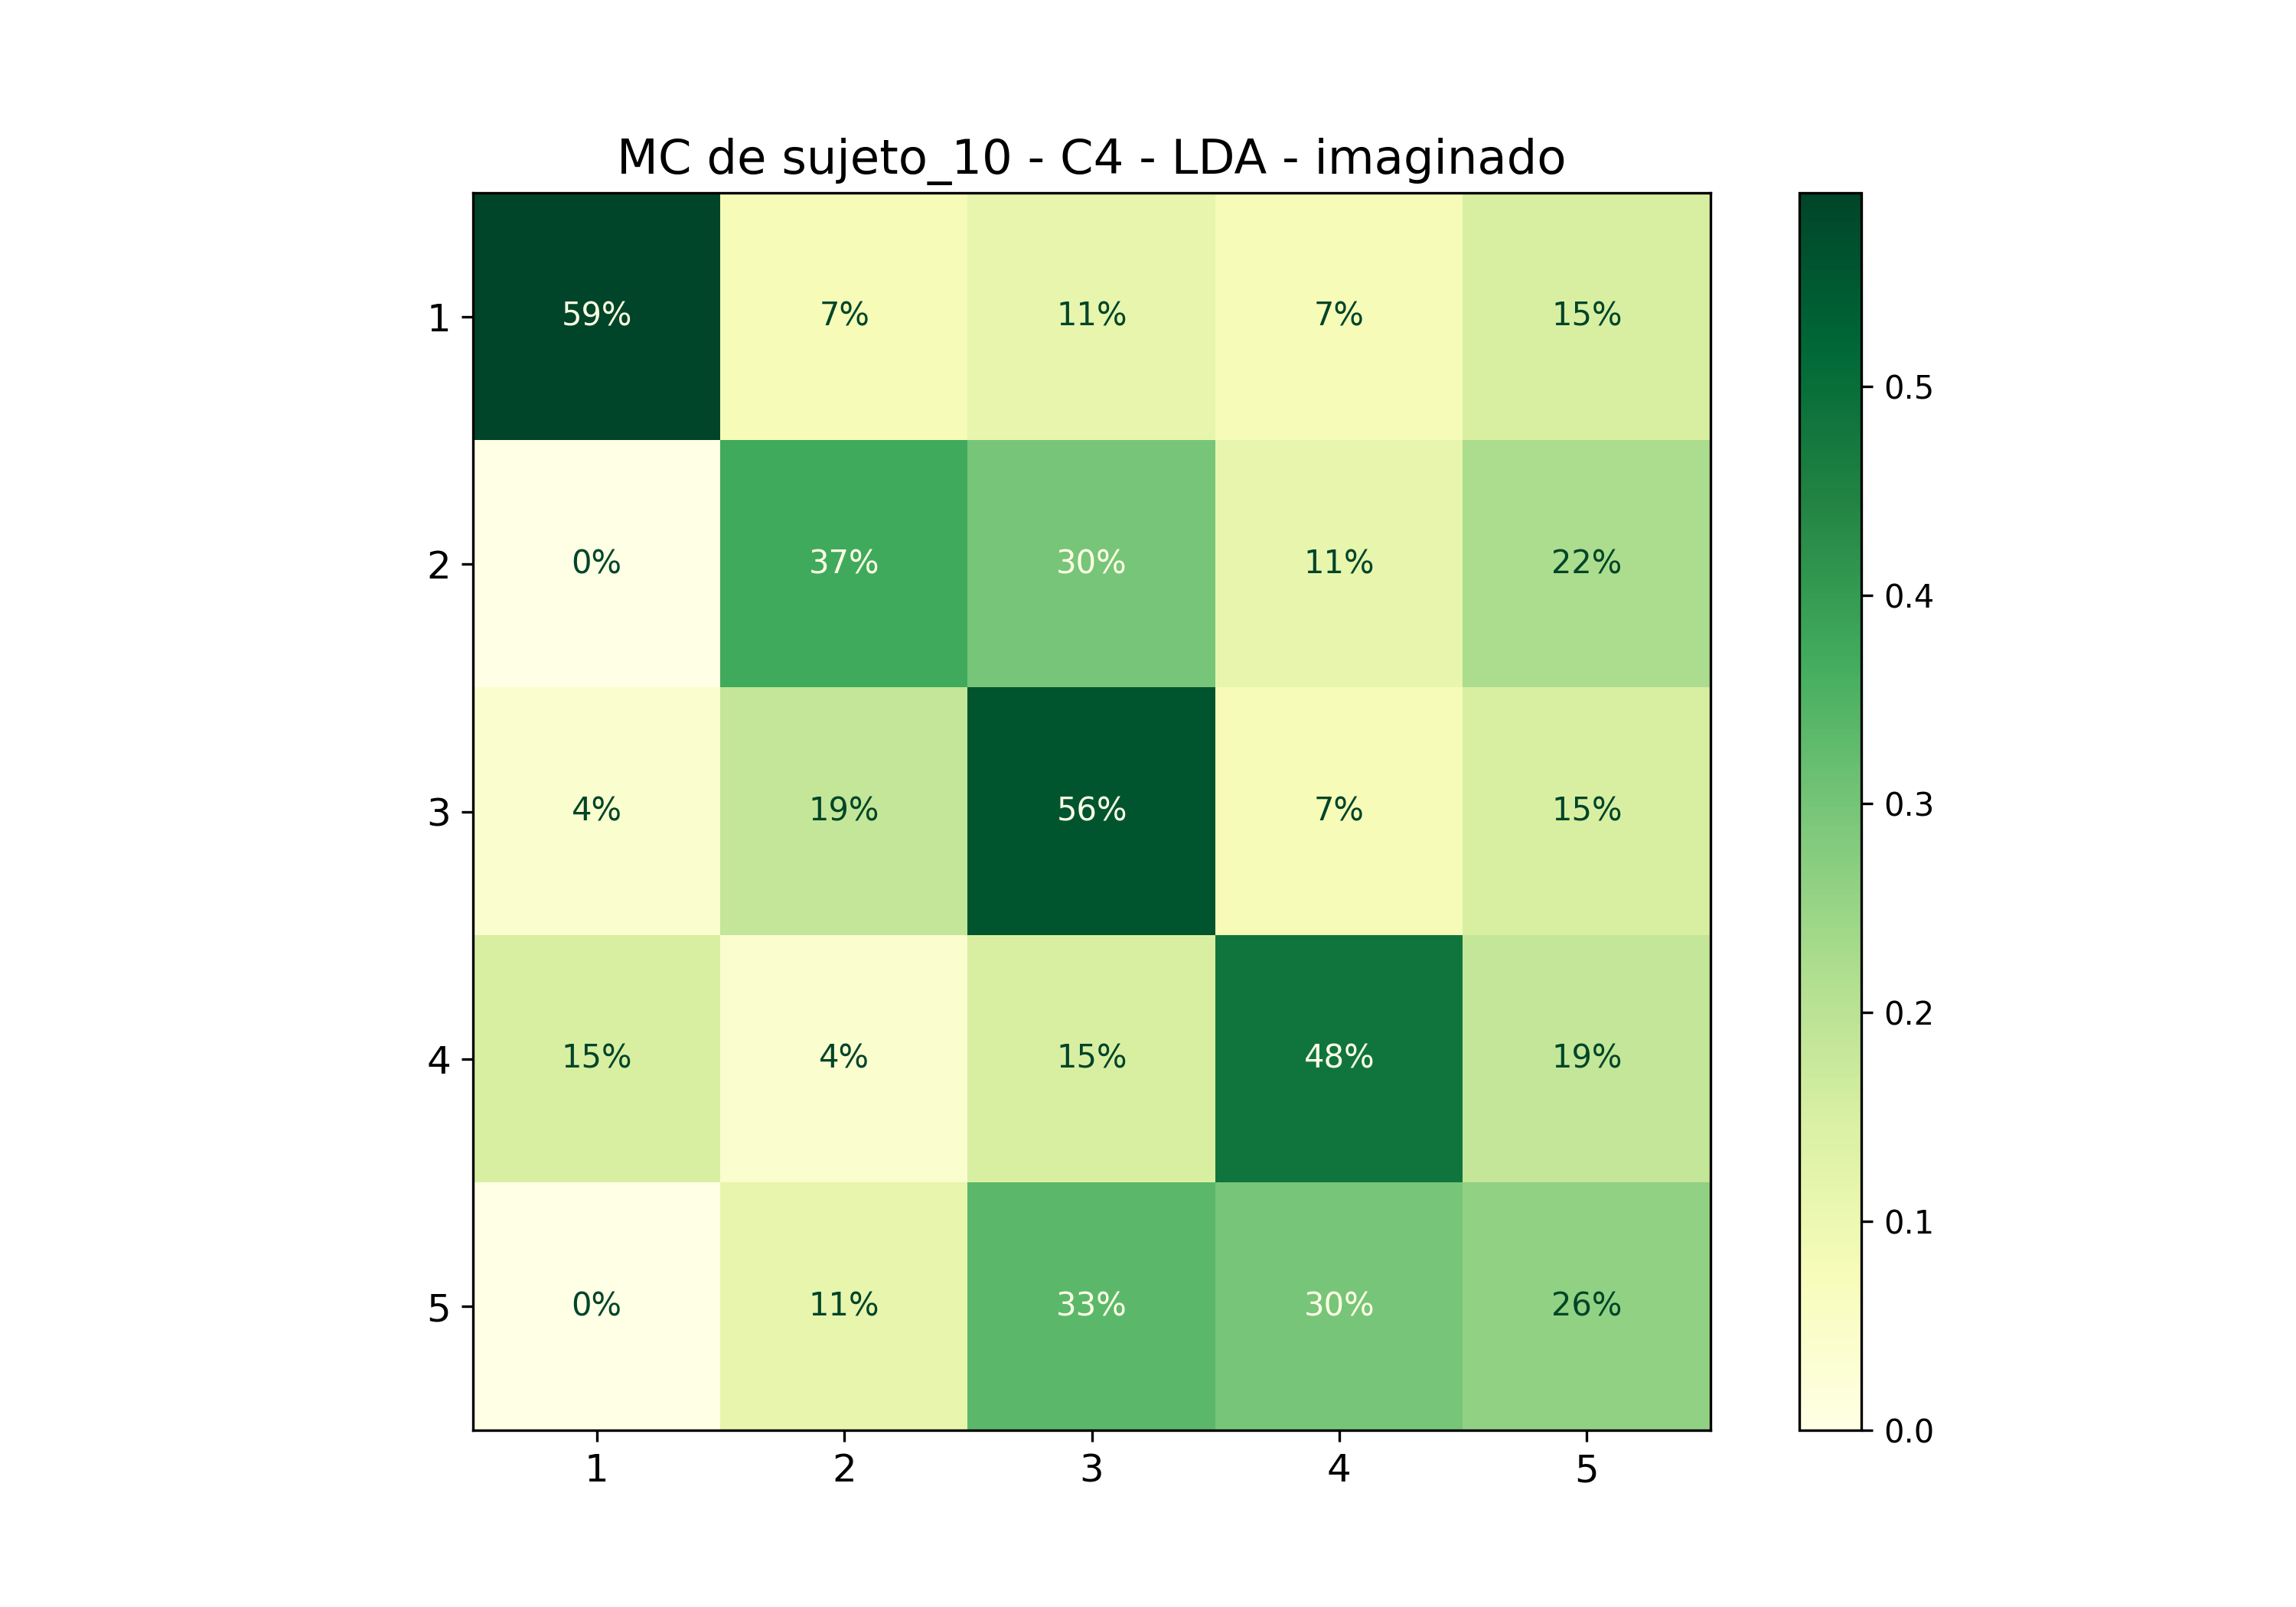 MC de sujeto_10 - C4 - LDA - imaginado
1 59% 7% 11% 7% 15%
0.5
2 0% 37% 30% 11% 22%
0.4
3 4% 19% 56% 7% 15%
0.3
4 15% 4% 15% 48% 19%
0.2
0.1
5 0% 11% 33% 30% 26%
0.0
1 2 3 4 5